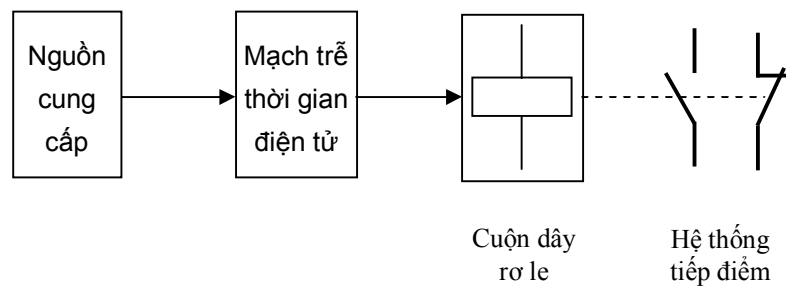 Nguồn
cung
cấp
Mạch trễ
thời gian
điện tử
Cuộn dây
rơ le
Hệ thống
tiếp điểm